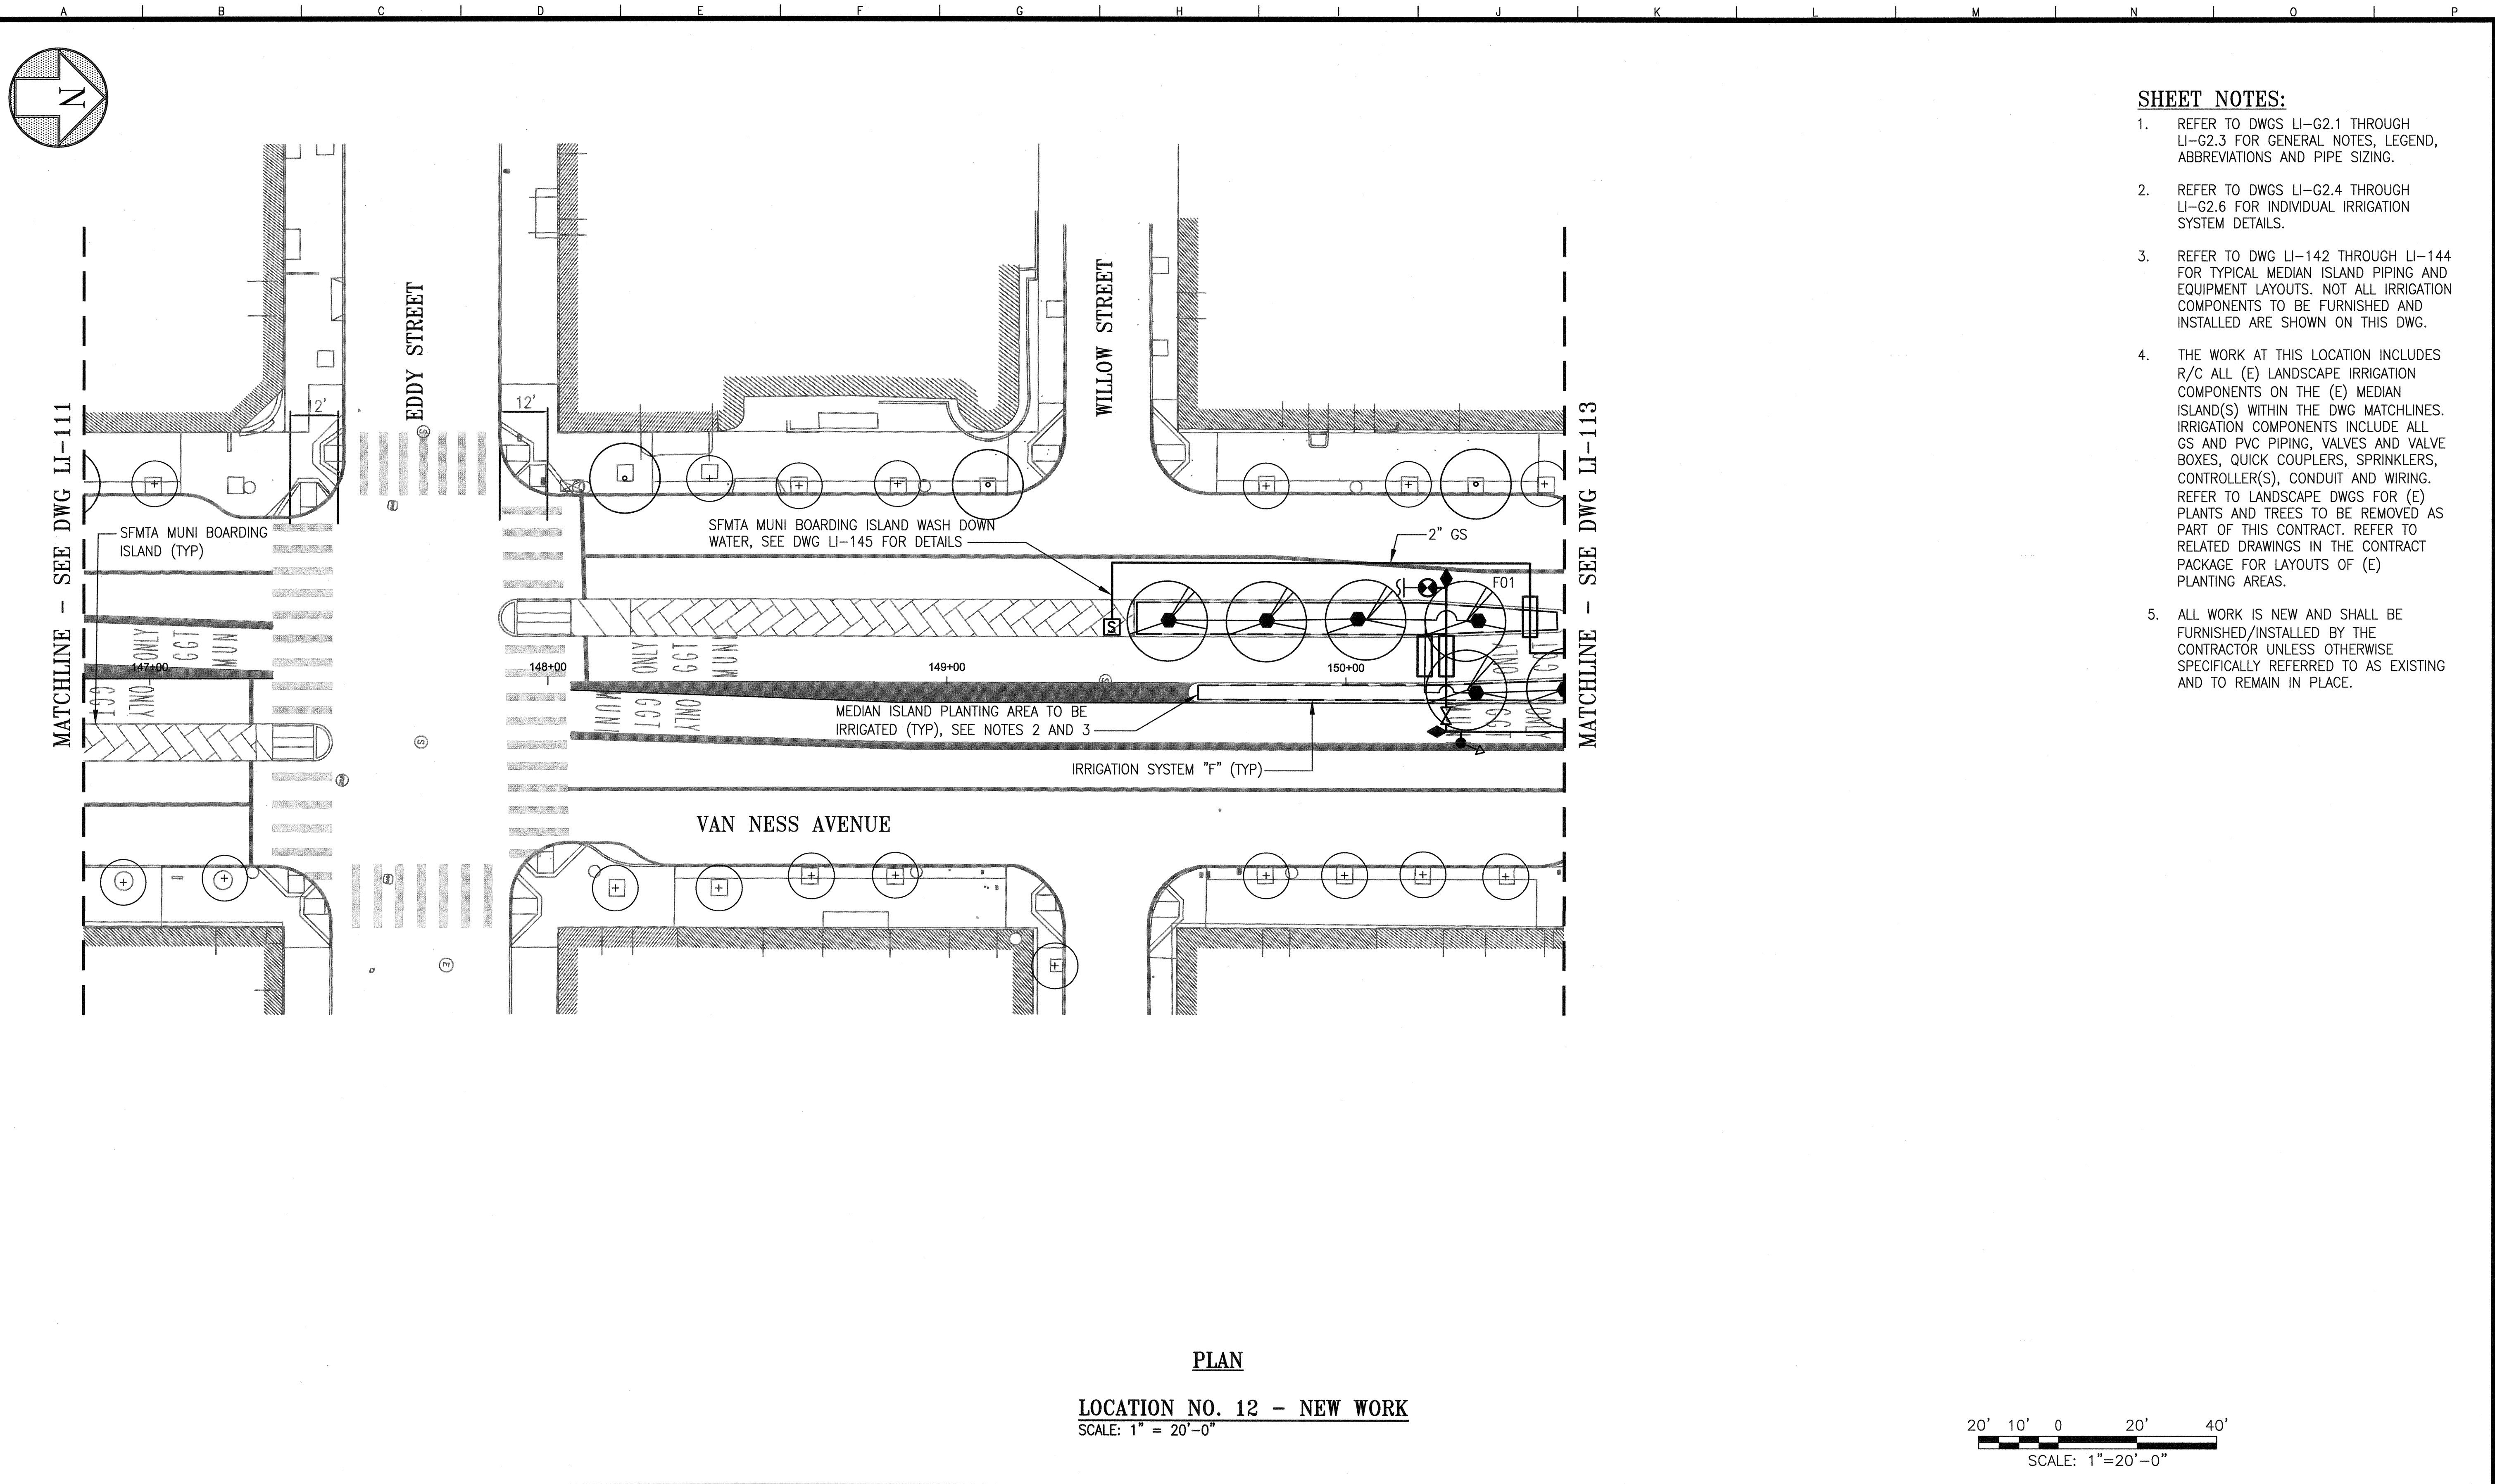 A B C D E F G H I J K L M N O P
N
SHEET NOTES:
1. REFER TO DWGS LI-G2.1 THROUGH
LI-G2.3 FOR GENERAL NOTES, LEGEND,
ABBREVIATIONS AND PIPE SIZING.
2. REFER TO DWGS LI-G2.4 THROUGH
LI-G2.6 FOR INDIVIDUAL IRRIGATION
SYSTEM DETAILS.
3. REFER TO DWG LI-142 THROUGH LI-144
FOR TYPICAL MEDIAN ISLAND PIPING AND
EQUIPMENT LAYOUTS. NOT ALL IRRIGATION
COMPONENTS TO BE FURNISHED AND
INSTALLED ARE SHOWN ON THIS DWG.
4. THE WORK AT THIS LOCATION INCLUDES
R/C ALL (E) LANDSCAPE IRRIGATION
COMPONENTS ON THE (E) MEDIAN
ISLAND(S) WITHIN THE DWG MATCHLINES.
IRRIGATION COMPONENTS INCLUDE ALL
GS AND PVC PIPING, VALVES AND VALVE
BOXES, QUICK COUPLERS, SPRINKLERS,
CONTROLLER(S), CONDUIT AND WIRING.
REFER TO LANDSCAPE DWGS FOR (E)
PLANTS AND TREES TO BE REMOVED AS
PART OF THIS CONTRACT. REFER TO
RELATED DRAWINGS IN THE CONTRACT
PACKAGE FOR LAYOUTS OF (E)
PLANTING AREAS.
5. ALL WORK IS NEW AND SHALL BE
FURNISHED/INSTALLED BY THE
CONTRACTOR UNLESS OTHERWISE
SPECIFICALLY REFERRED TO AS EXISTING
AND TO REMAIN IN PLACE.
MATCHLINE - SEE DWG LI-111
EDDY STREET
WILLOW STREET
MATCHLINE - SEE DWG LI-113
12'
12'
S
SFMTA MUNI BOARDING
ISLAND (TYP)
SFMTA MUNI BOARDING ISLAND WASH DOWN
WATER, SEE DWG LI-145 FOR DETAILS
2" GS
F01
S
ONLY
GGT
MUN
ONLY
GGT
MUNI
147+00
148+00
149+00
150+00
S
GGT
ONLY
MUNI
GGT
ONLY
ONLY
ONLY
MEDIAN ISLAND PLANTING AREA TO BE
IRRIGATED (TYP), SEE NOTES 2 AND 3
S
IRRIGATION SYSTEM "F" (TYP)
VAN NESS AVENUE
E
PLAN
LOCATION NO. 12 - NEW WORK
SCALE: 1" = 20'-0"
20' 10' 0 20' 40'
SCALE: 1"=20'-0"